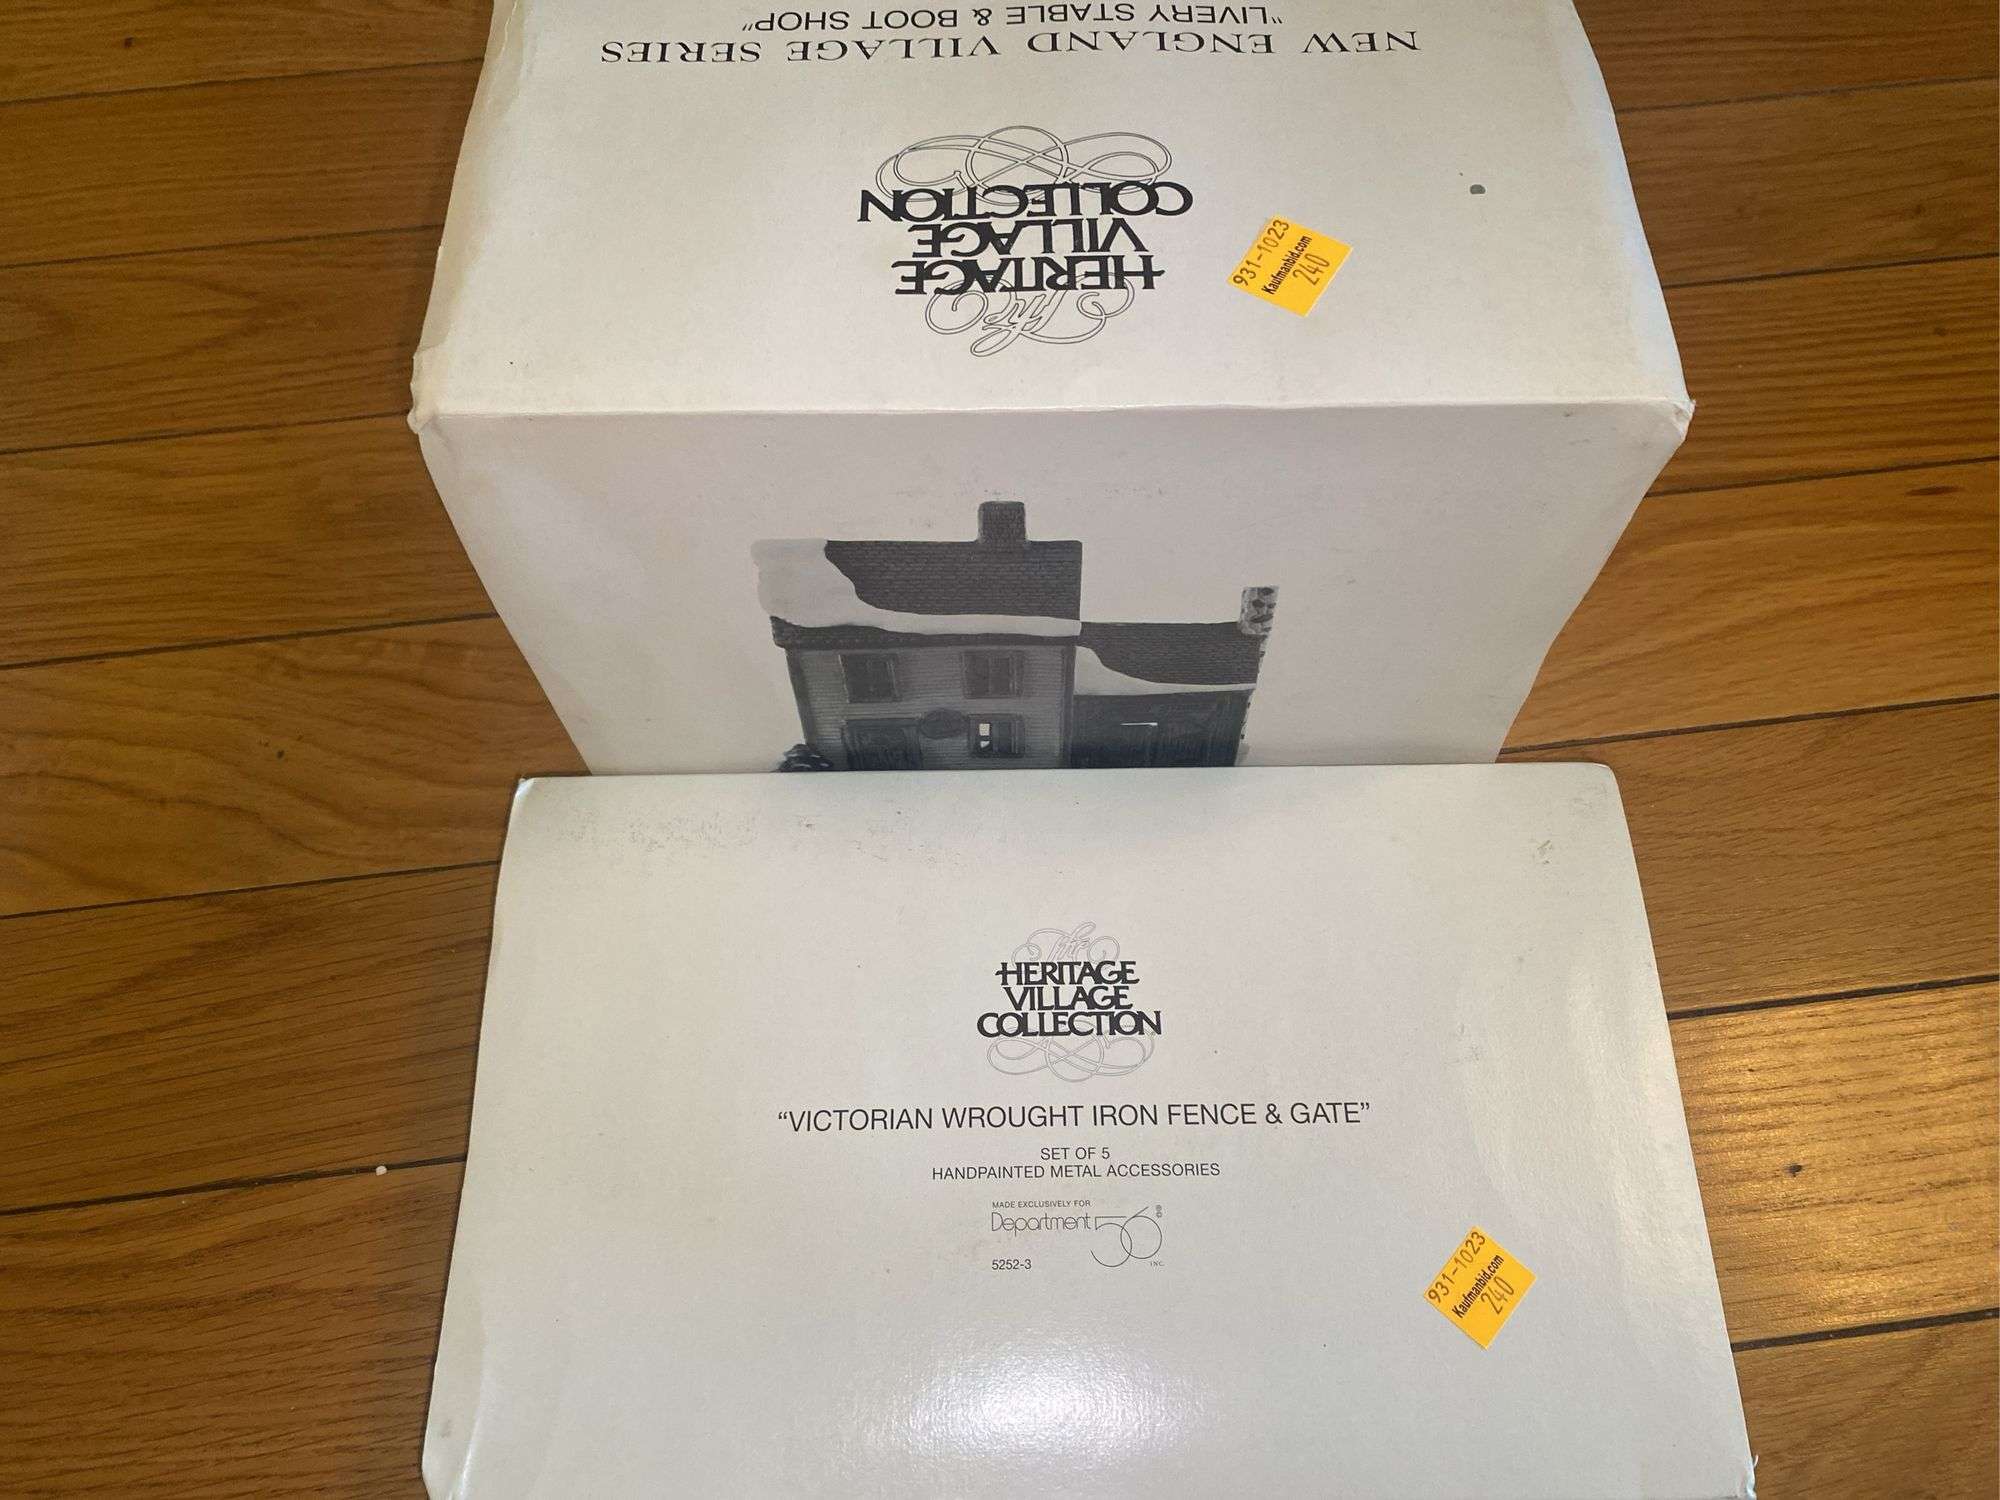 NEW ENGLAND VILLAGE SERIES
"LIVERY STABLE & BOOT SHOP"
The
HERITAGE
VILLAGE
COLLECTION
931-1023
Kaufmanbid.com
240
The
HERITAGE
VILLAGE
COLLECTION
“VICTORIAN WROUGHT IRON FENCE & GATE”
SET OF 5
HANDPAINTED METAL ACCESSORIES
MADE EXCLUSIVELY FOR
Department 56®
INC.
5252-3
931-1023
Kaufmanbid.com
240